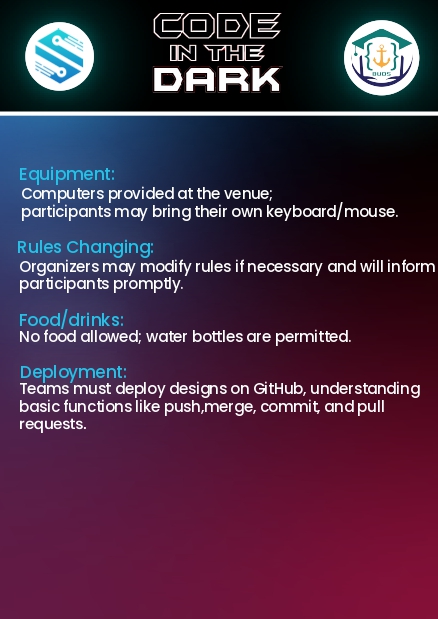 CODE
IN THE
DARK
OUDS
Equipment:
Computers provided at the venue;
participants may bring their own keyboard/mouse.
Rules Changing:
Organizers may modify rules if necessary and will inform
participants promptly.
Food/drinks:
No food allowed; water bottles are permitted.
Deployment:
Teams must deploy designs on GitHub, understanding
basic functions like push,merge, commit, and pull
requests.